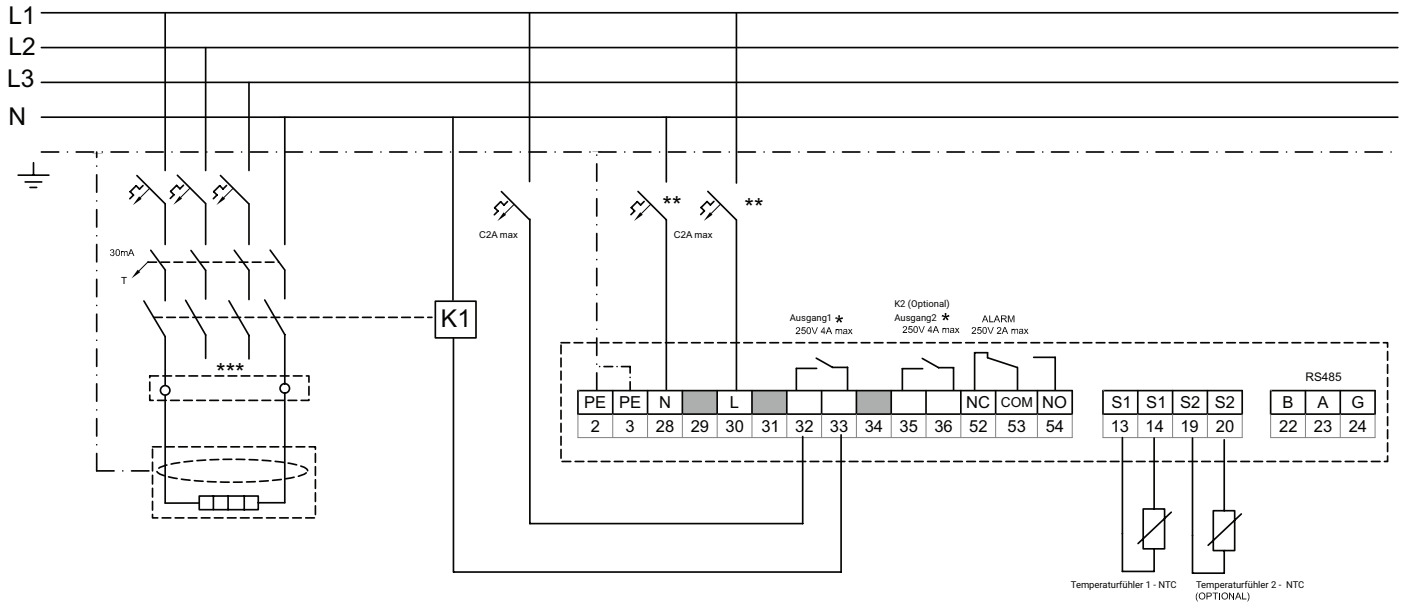 L1
L2
L3
N
** **
C2A max
C2A max
30mA
T
K1
***
Ausgang1 *
250V 4A max
K2 (Optional)
Ausgang2 *
250V 4A max
ALARM
250V 2A max
RS485
PE PE N L NC COM NO
2 3 28 29 30 31 32 33 34 35 36 52 53 54
S1 S1 S2 S2
13 14 19 20
B A G
22 23 24
Temperaturfühler 1 - NTC
Temperaturfühler 2 - NTC
(OPTIONAL)